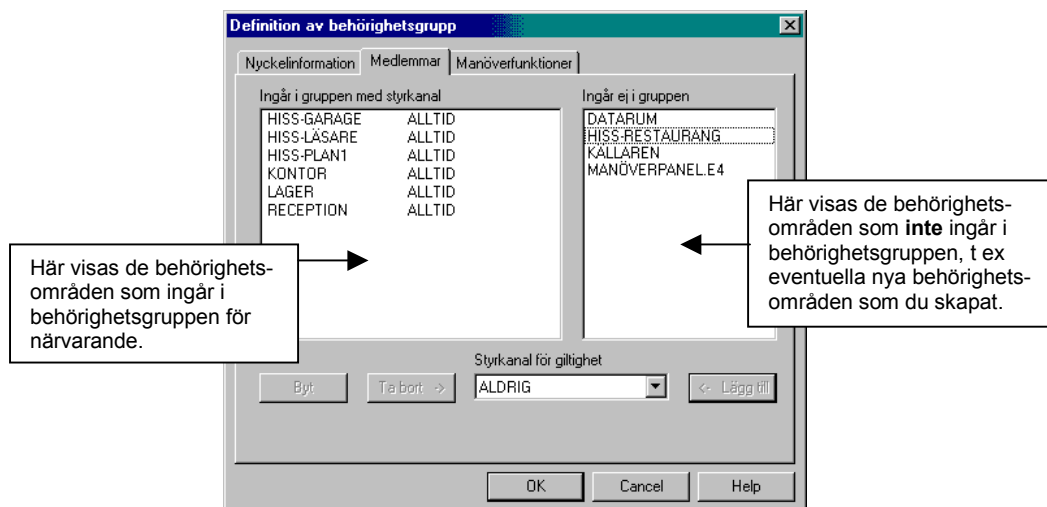 Definition av behörighetsgrupp
Nyckelinformation Medlemmar Manöverfunktioner
Ingår i gruppen med styrkanal
HISS-GARAGE ALLTID
HISS-LÄSARE ALLTID
HISS-PLAN1 ALLTID
KONTOR ALLTID
LAGER ALLTID
RECEPTION ALLTID
Ingår ej i gruppen
DATARUM
HISS-RESTAURANG
KÄLLAREN
MANÖVERPANEL.E4
Här visas de behörighets-
områden som inte ingår i
behörighetsgruppen, t ex
eventuella nya behörighets-
områden som du skapat.
Här visas de behörighets-
områden som ingår i
behörighetsgruppen för
närvarande.
Styrkanal för giltighet
Byt Ta bort -> ALDRIG <- Lägg till
OK Cancel Help